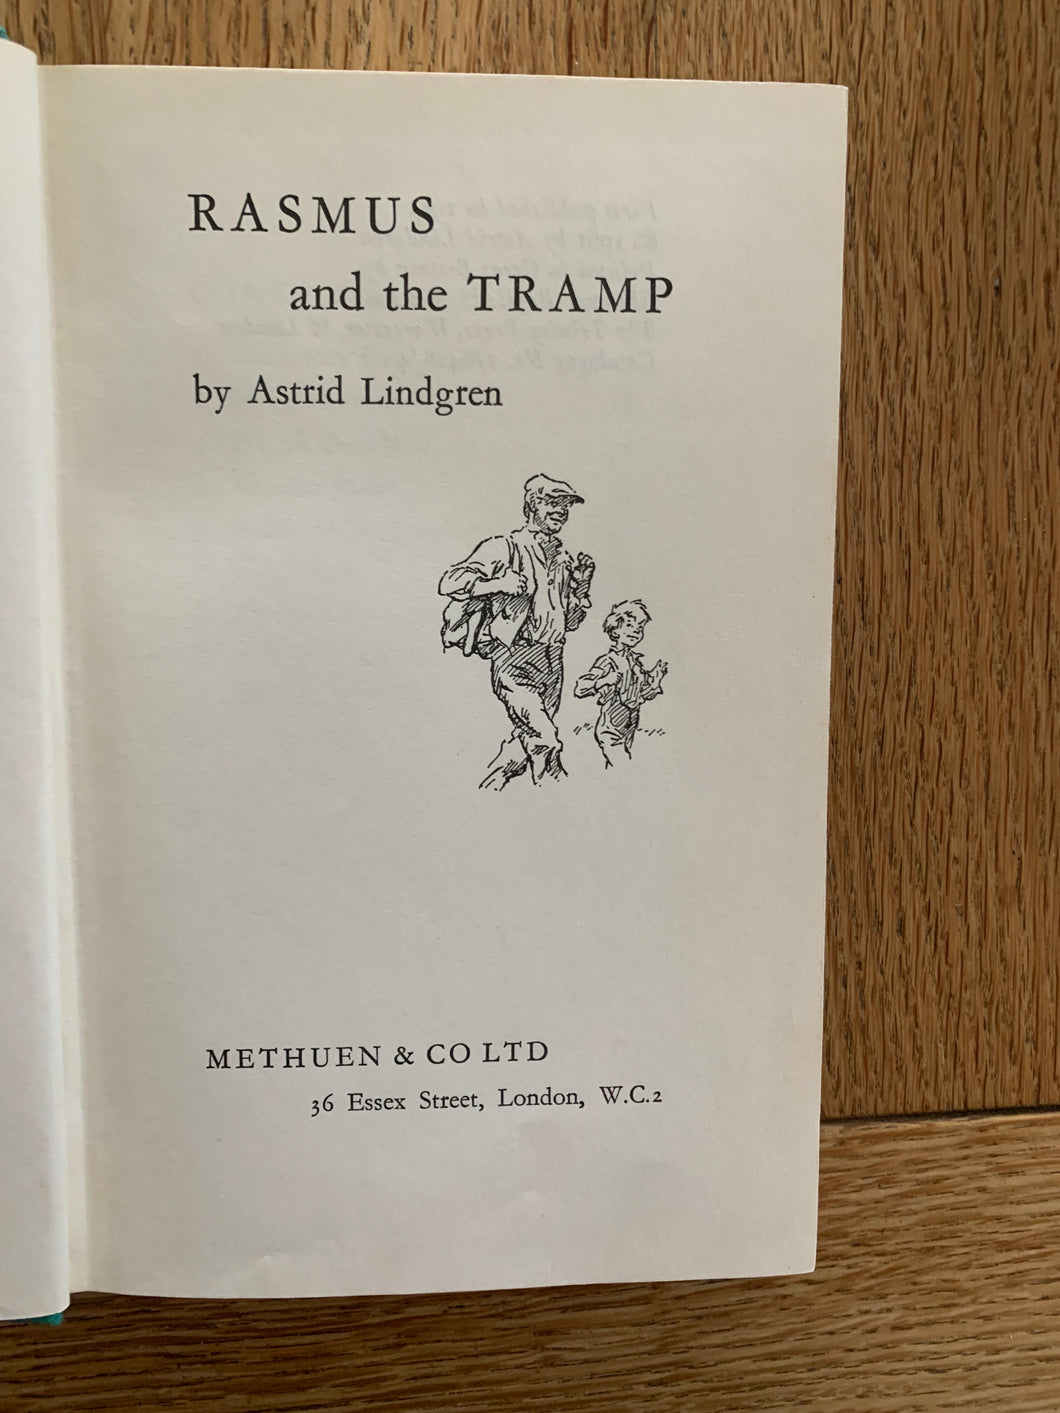 RASMUS
and the TRAMP
by Astrid Lindgren
METHUEN & CO LTD
36 Essex Street, London, W.C.2